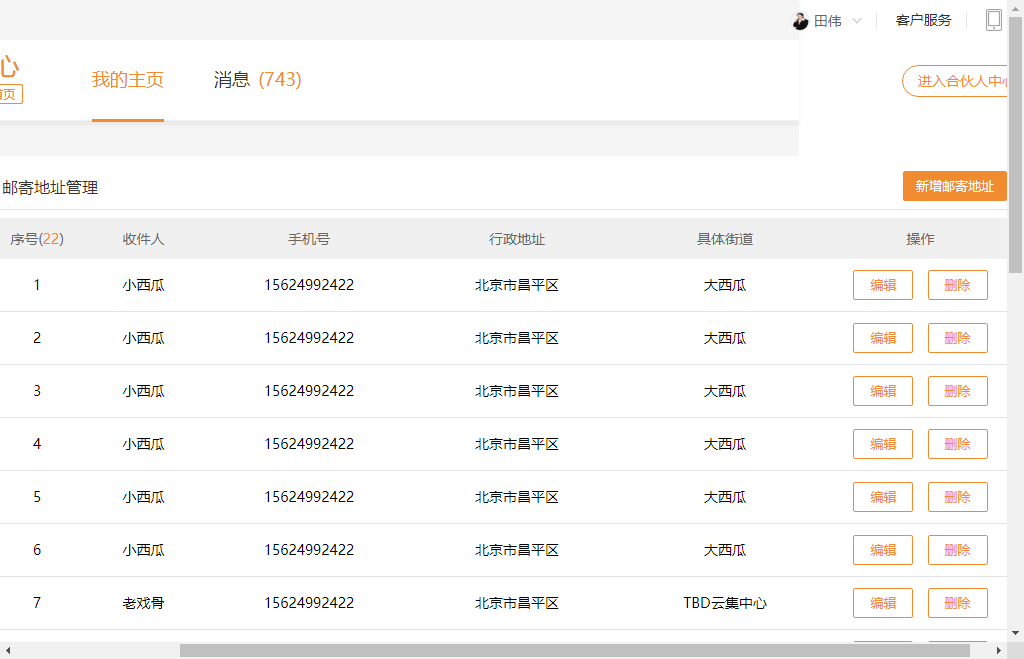 田伟 客户服务
心
首页
我的主页 消息 (743) 进入合伙人中心
邮寄地址管理 新增邮寄地址
序号(22) 收件人 手机号 行政地址 具体街道 操作
1 小西瓜 15624992422 北京市昌平区 大西瓜 编辑 删除
2 小西瓜 15624992422 北京市昌平区 大西瓜 编辑 删除
3 小西瓜 15624992422 北京市昌平区 大西瓜 编辑 删除
4 小西瓜 15624992422 北京市昌平区 大西瓜 编辑 删除
5 小西瓜 15624992422 北京市昌平区 大西瓜 编辑 删除
6 小西瓜 15624992422 北京市昌平区 大西瓜 编辑 删除
7 老戏骨 15624992422 北京市昌平区 TBD云集中心 编辑 删除